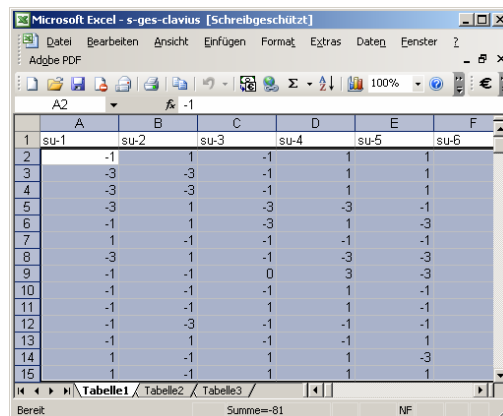 Microsoft Excel - s-ges-clavius [Schreibgeschützt]
Datei Bearbeiten Ansicht Einfügen Format Extras Daten Fenster ?
Adobe PDF
Σ 100% €
A2 fx -1
A B C D E F
1 su-1 su-2 su-3 su-4 su-5 su-6
2 -1 1 -1 1 1
3 -3 -3 -1 1 1
4 -3 -3 -1 1 1
5 -3 1 -3 -3 -1
6 -1 1 -3 1 -3
7 1 -1 -1 -1 -1
8 -3 1 -1 -3 -3
9 -1 -1 0 3 -3
10 -1 -1 -1 1 -1
11 -1 -1 1 1 -1
12 -1 -3 -1 -1 -1
13 -1 1 -1 -1 1
14 1 -1 1 1 -3
15 1 -1 1 1 1
Tabelle1 Tabelle2 Tabelle3
Bereit Summe=-81 NF